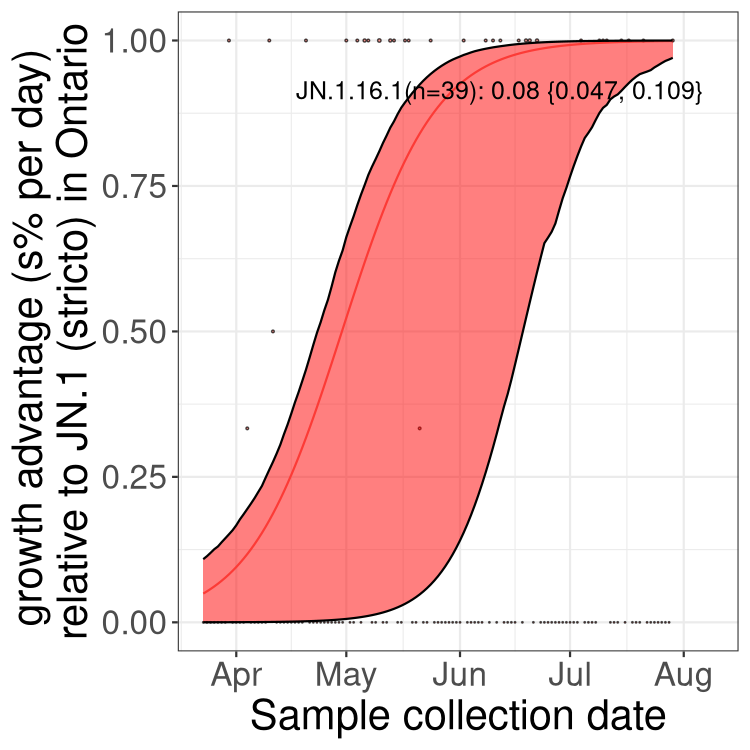 growth advantage (s% per day)
relative to JN.1 (stricto) in Ontario
1.00
0.75
0.50
0.25
0.00
JN.1.16.1(n=39): 0.08 {0.047, 0.109}
Apr May Jun Jul Aug
Sample collection date